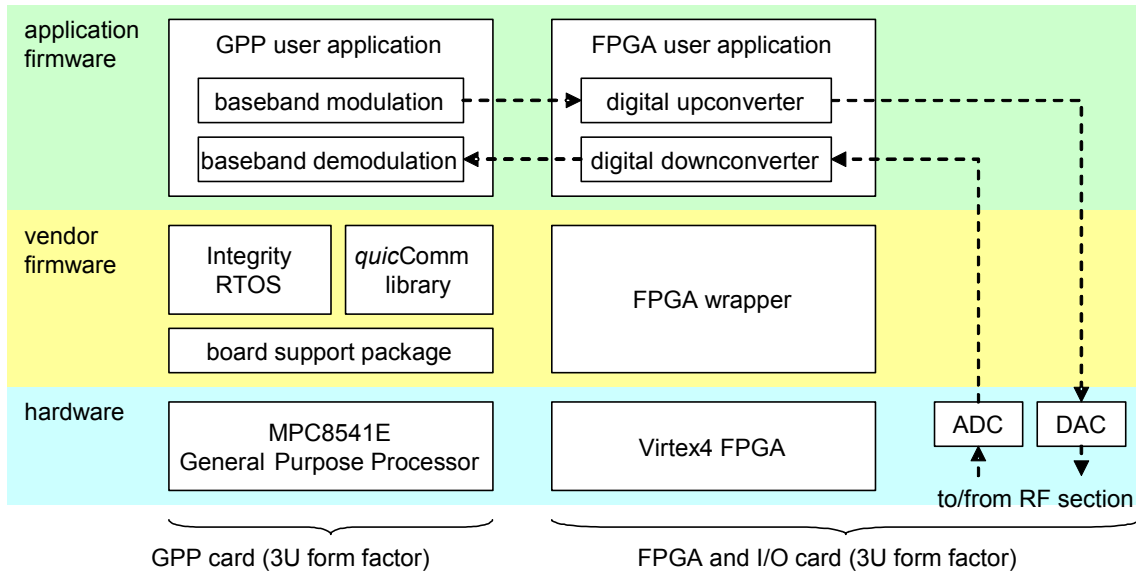 application
firmware
GPP user application
FPGA user application
baseband modulation
digital upconverter
baseband demodulation
digital downconverter
vendor
firmware
Integrity
RTOS
quicComm
library
FPGA wrapper
board support package
hardware
MPC8541E
General Purpose Processor
Virtex4 FPGA
ADC
DAC
to/from RF section
GPP card (3U form factor)
FPGA and I/O card (3U form factor)